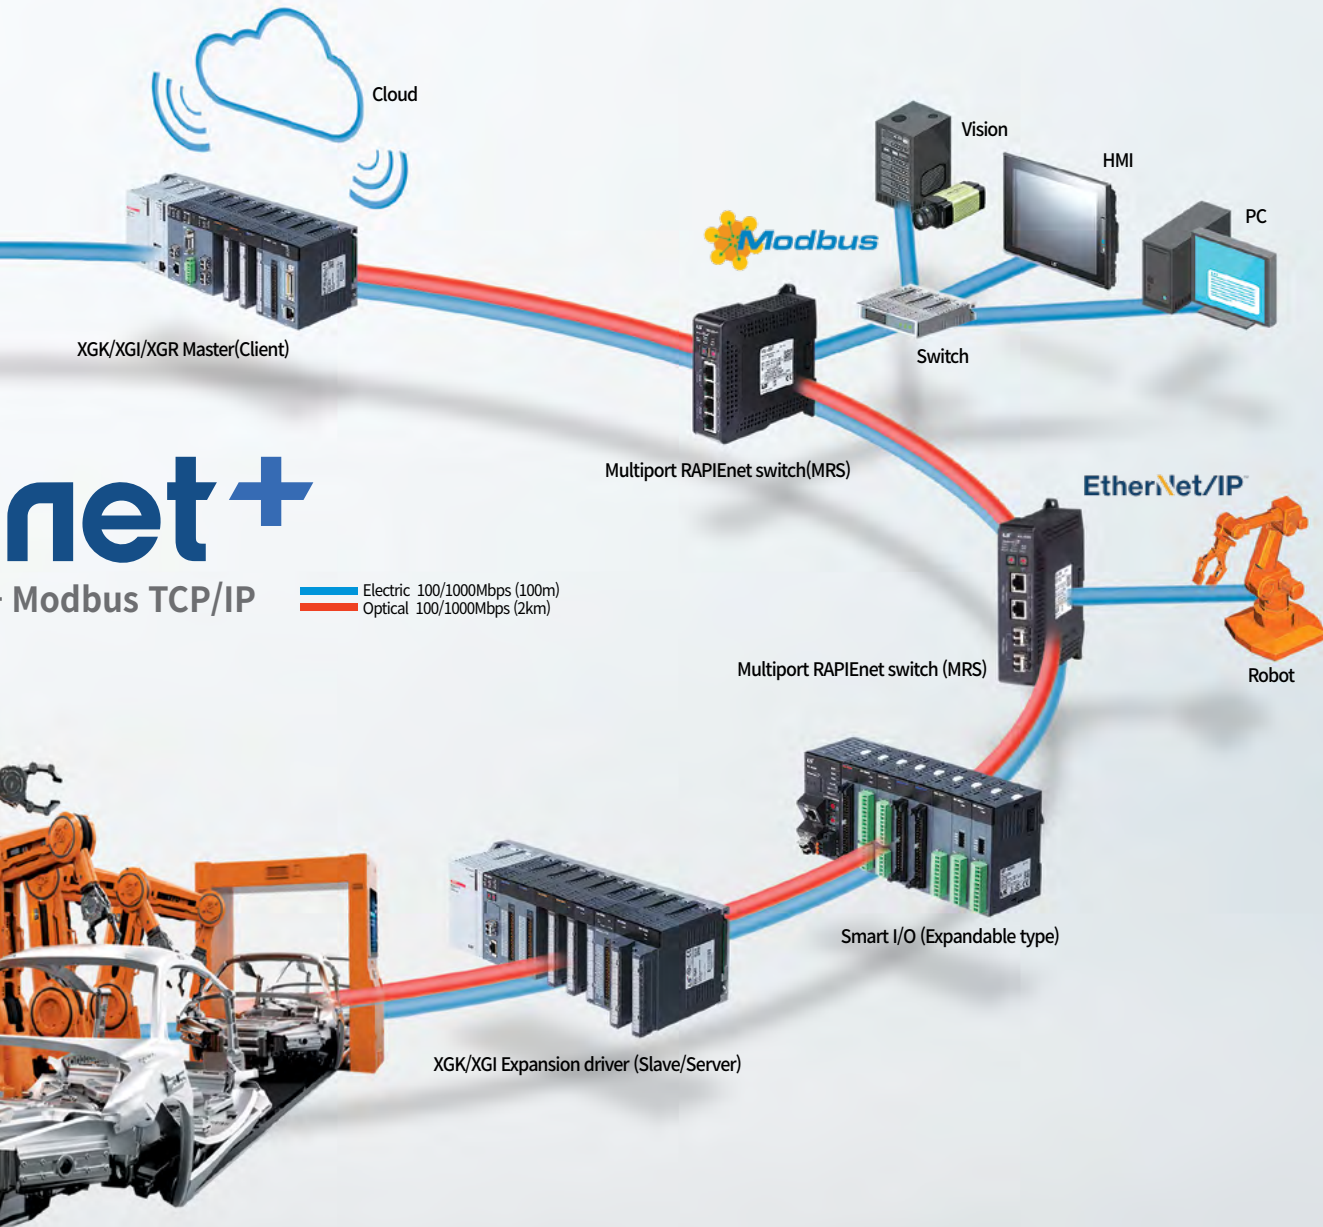 Cloud
Vision
HMI
PC
Modbus
XGK/XGI/XGR Master(Client)
Switch
Multiport RAPIEnet switch(MRS)
EtherNet/IP
net+
Modbus TCP/IP
Electric 100/1000Mbps (100m)
Optical 100/1000Mbps (2km)
Multiport RAPIEnet switch (MRS)
Robot
Smart I/O (Expandable type)
XGK/XGI Expansion driver (Slave/Server)